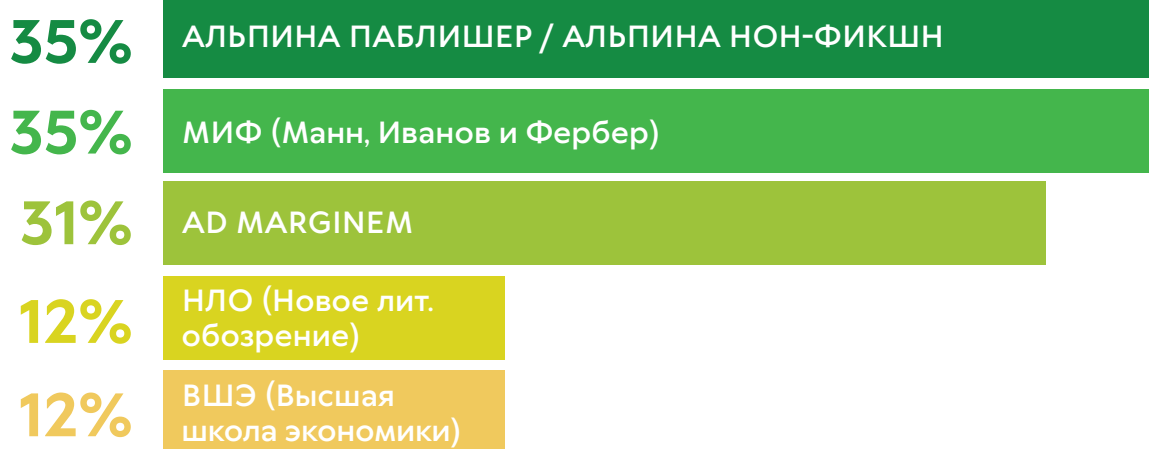 35% АЛЬПИНА ПАБЛИШЕР / АЛЬПИНА НОН-ФИКШН
35% МИФ (Манн, Иванов и Фербер)
31% AD MARGINEM
12% НЛО (Новое лит.
обозрение)
12% ВШЭ (Высшая
школа экономики)